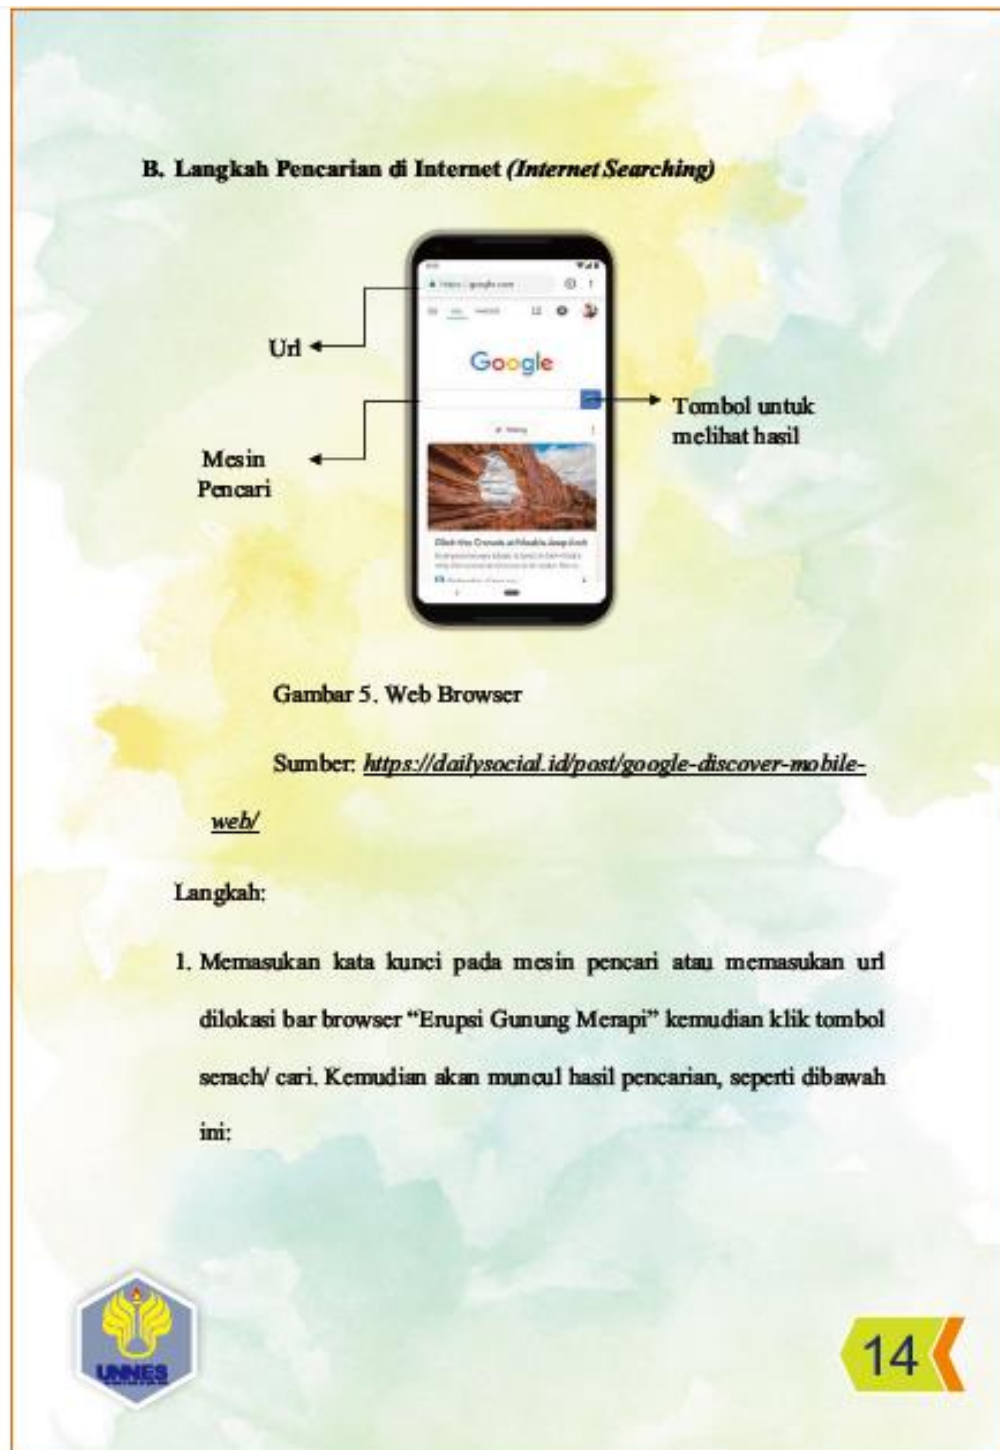 B. Langkah Pencarian di Internet (Internet Searching)
google.com
Url
Google
Tombol untuk
melihat hasil
Mesin
Pencari
Gambar 5. Web Browser
Sumber: https://dailysocial.id/post/google-discover-mobile-
web/
Langkah:
1. Memasukan kata kunci pada mesin pencari atau memasukan url
dilokasi bar browser “Erupsi Gunung Merapi” kemudian klik tombol
serach/ cari. Kemudian akan muncul hasil pencarian, seperti dibawah
ini:
UNNES
14